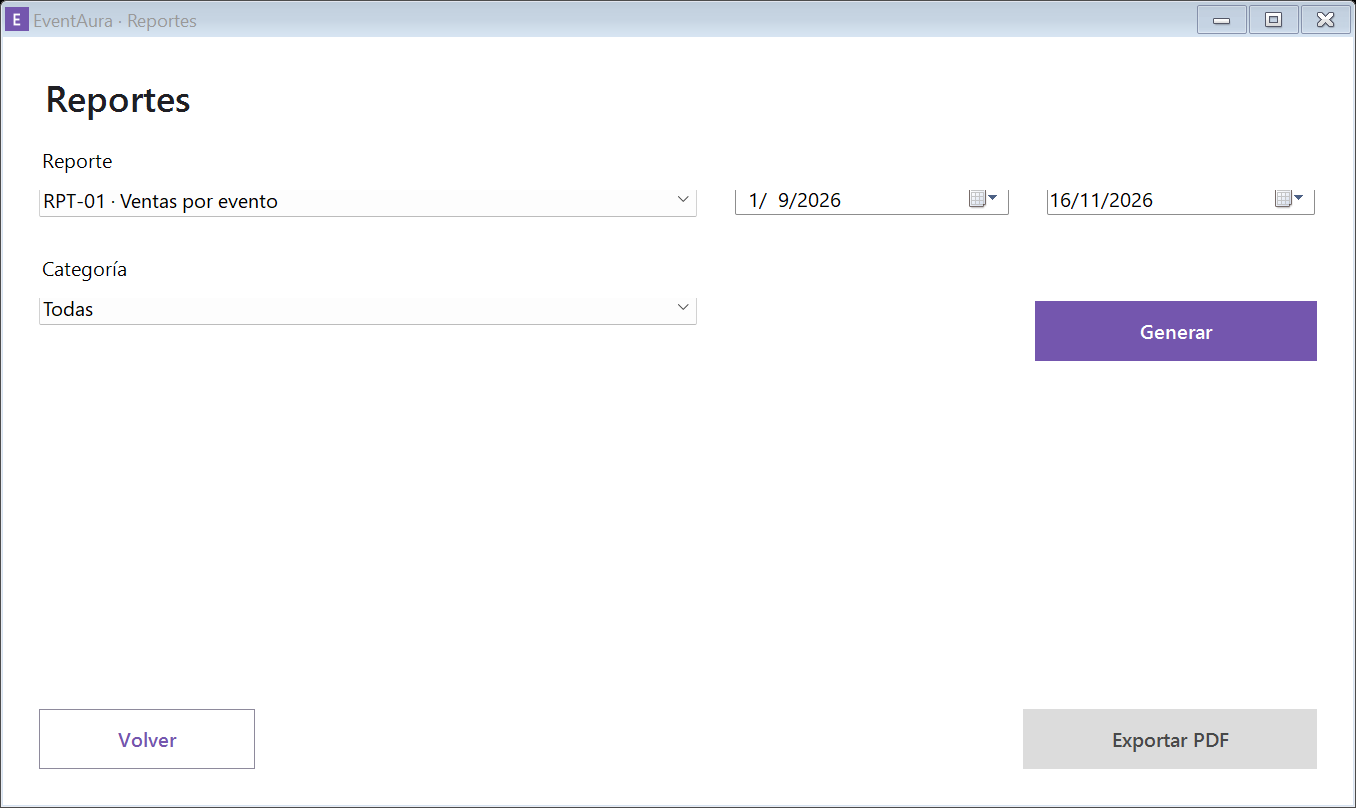 E EventAura · Reportes
Reportes
Reporte
RPT-01 · Ventas por evento
1/ 9/2026
16/11/2026
Categoría
Todas
Generar
Volver
Exportar PDF